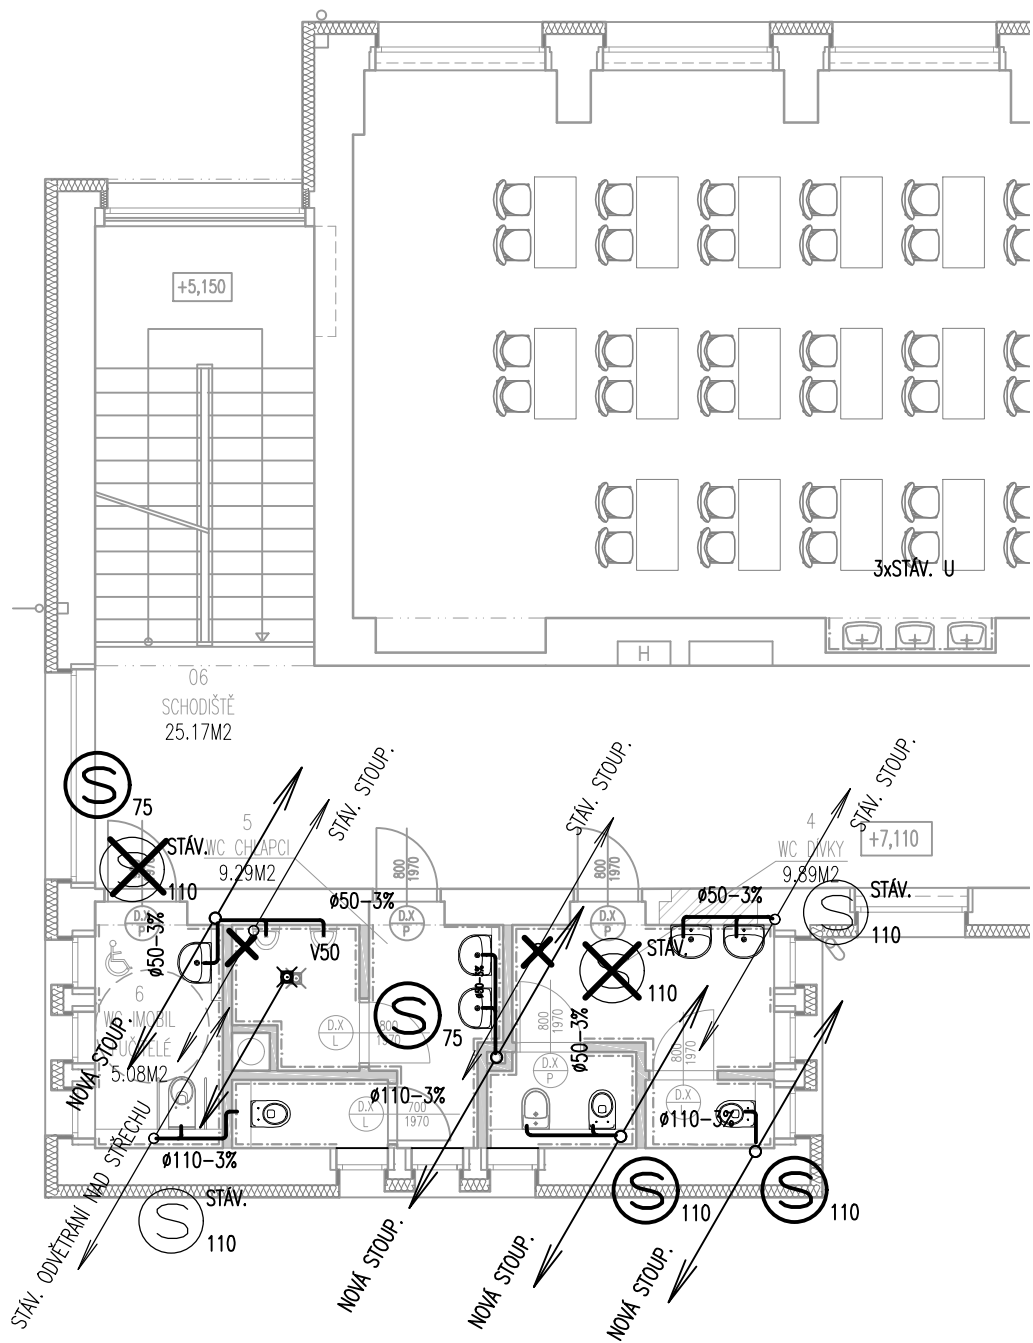 +5,150
3xSTÁV. U
H
06
SCHODIŠTĚ
25.17M2
STÁV. STOUP.
STÁV. STOUP.
STÁV. STOUP.
S
75
5
WC CHLAPCI
9.29M2
4
WC DÍVKY
9.89M2
+7,110
S
STÁV.
110
800
1970
800
1970
ø50-3%
ø50-3%
S
STÁV.
110
D.X
P
D.X
P
D.X
P
ø50-3%
V50
S
STÁV.
110
ø50-3%
6
WC IMOBIL
UČITELÉ
5.08M2
NOVÁ STOUP.
D.X
L
800
1970
S
75
800
1970
ø50-3%
800
1970
D.X
P
ø110-3%
D.X
L
700
1970
D.X
P
ø110-3%
ø110-3%
STÁV. ODVĚTRÁNÍ NAD STŘECHU
S
STÁV.
110
S
110
S
110
NOVÁ STOUP.
NOVÁ STOUP.
NOVÁ STOUP.